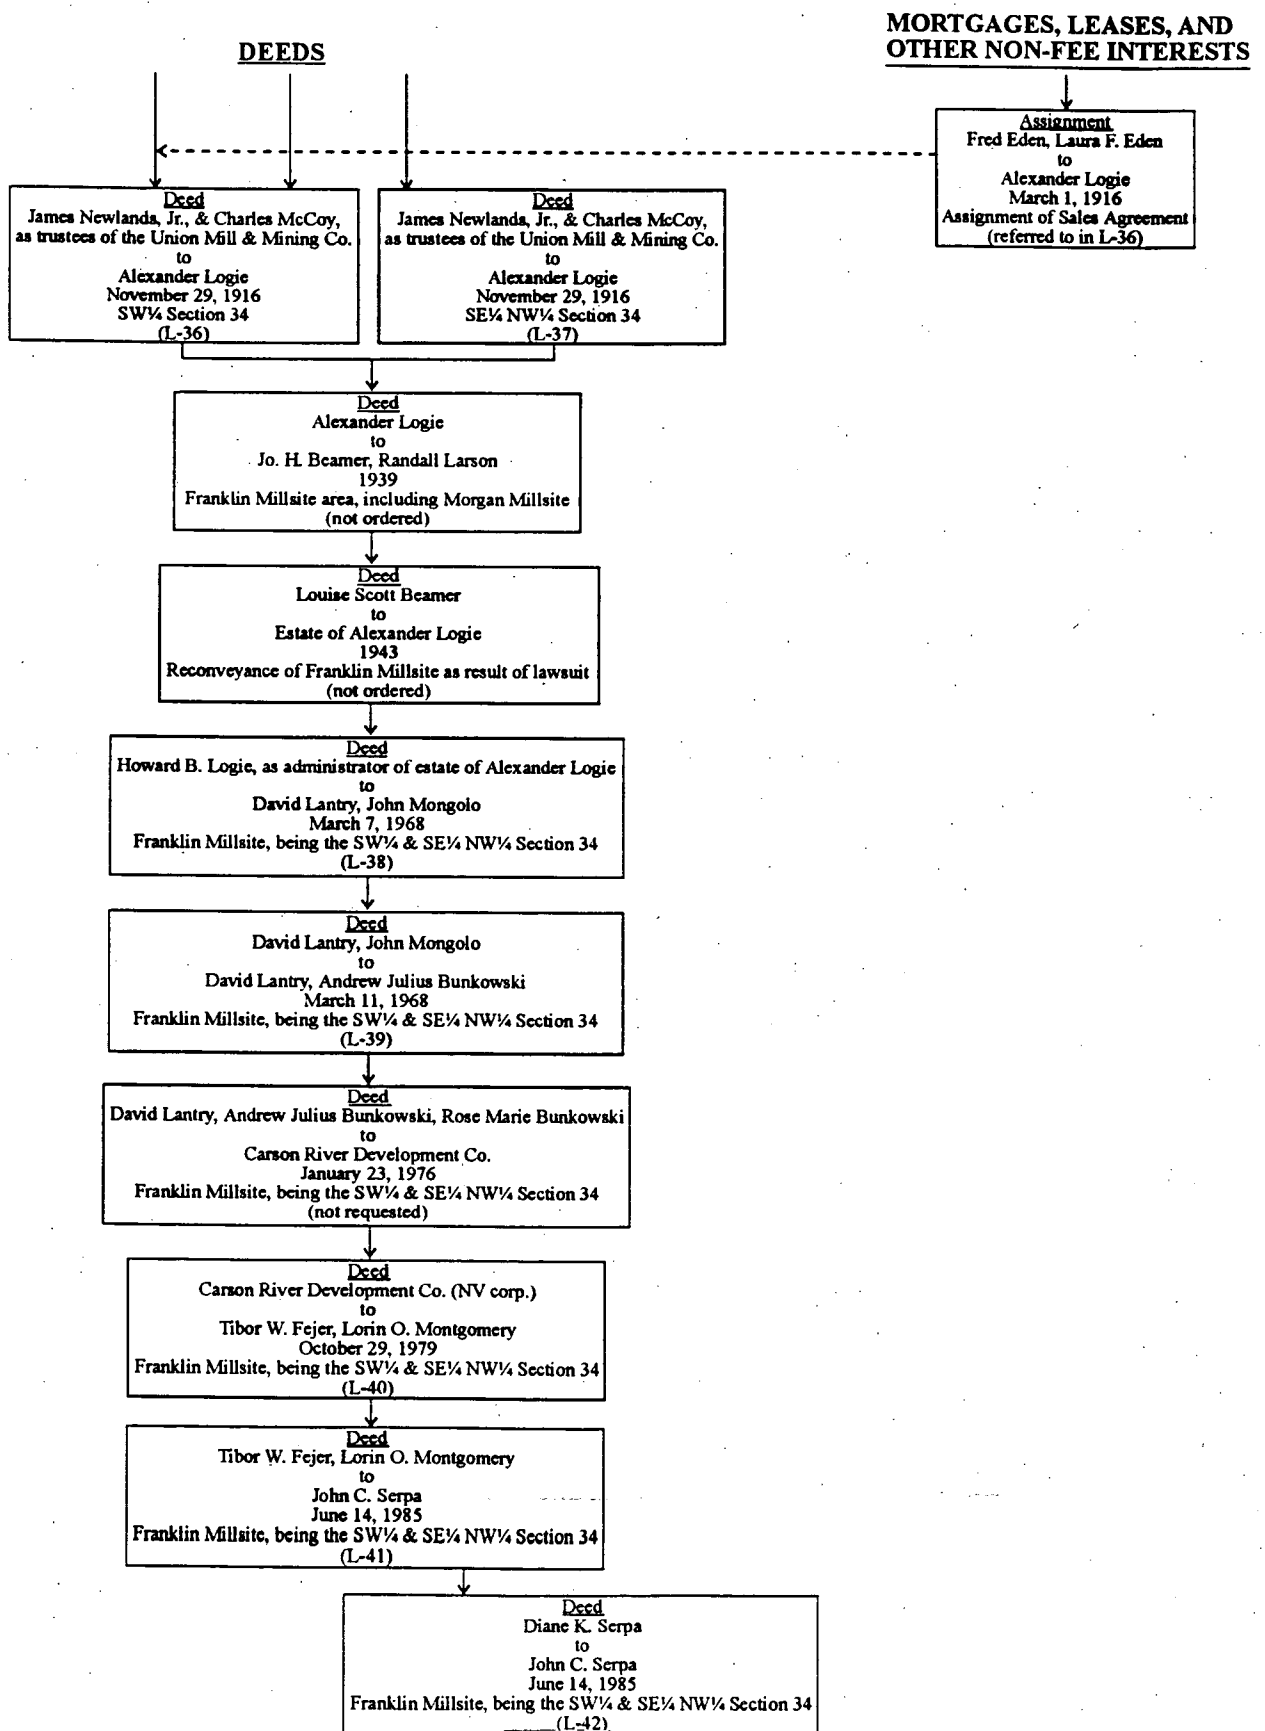 DEEDS
MORTGAGES, LEASES, AND
OTHER NON-FEE INTERESTS
Assignment
Fred Eden, Laura F. Eden
to
Alexander Logie
March 1, 1916
Assignment of Sales Agreement
(referred to in L-36)
Deed
James Newlands, Jr., & Charles McCoy,
as trustees of the Union Mill & Mining Co.
to
Alexander Logie
November 29, 1916
SW¼ Section 34
(L-36)
Deed
James Newlands, Jr., & Charles McCoy,
as trustees of the Union Mill & Mining Co.
to
Alexander Logie
November 29, 1916
SE¼ NW¼ Section 34
(L-37)
Deed
Alexander Logie
to
Jo. H. Beamer, Randall Larson
1939
Franklin Millsite area, including Morgan Millsite
(not ordered)
Deed
Louise Scott Beamer
to
Estate of Alexander Logie
1943
Reconveyance of Franklin Millsite as result of lawsuit
(not ordered)
Deed
Howard B. Logie, as administrator of estate of Alexander Logie
to
David Lantry, John Mongolo
March 7, 1968
Franklin Millsite, being the SW¼ & SE¼ NW¼ Section 34
(L-38)
Deed
David Lantry, John Mongolo
to
David Lantry, Andrew Julius Bunkowski
March 11, 1968
Franklin Millsite, being the SW¼ & SE¼ NW¼ Section 34
(L-39)
Deed
David Lantry, Andrew Julius Bunkowski, Rose Marie Bunkowski
to
Carson River Development Co.
January 23, 1976
Franklin Millsite, being the SW¼ & SE¼ NW¼ Section 34
(not requested)
Deed
Carson River Development Co. (NV corp.)
to
Tibor W. Fejer, Lorin O. Montgomery
October 29, 1979
Franklin Millsite, being the SW¼ & SE¼ NW¼ Section 34
(L-40)
Deed
Tibor W. Fejer, Lorin O. Montgomery
to
John C. Serpa
June 14, 1985
Franklin Millsite, being the SW¼ & SE¼ NW¼ Section 34
(L-41)
Deed
Diane K. Serpa
to
John C. Serpa
June 14, 1985
Franklin Millsite, being the SW¼ & SE¼ NW¼ Section 34
(L-42)